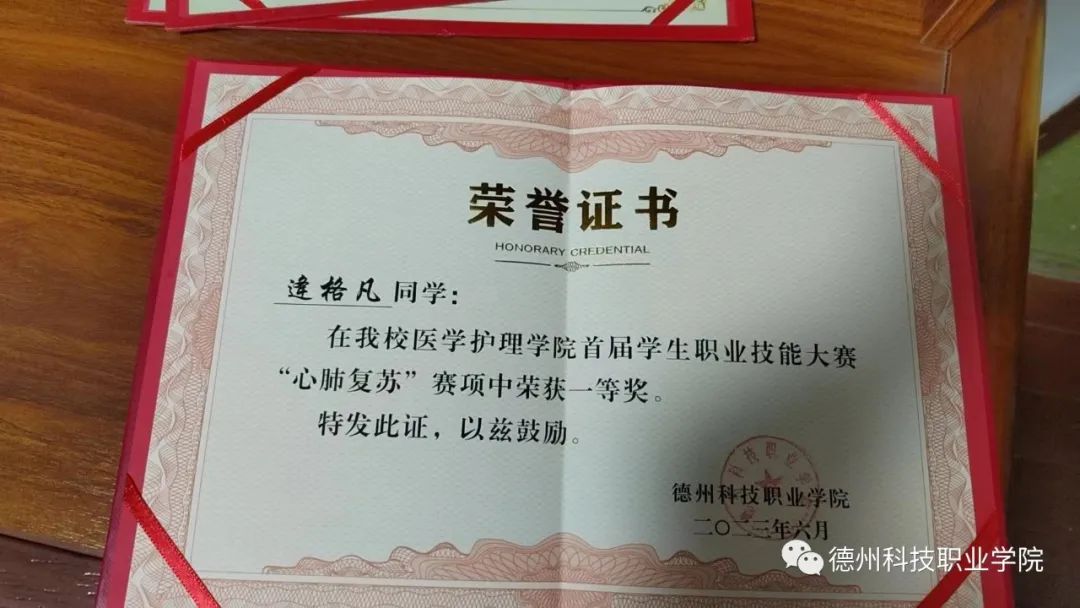 荣誉证书
HONORARY CREDENTIAL
逄格凡同学：
在我校医学护理学院首届学生职业技能大赛
“心肺复苏”赛项中荣获一等奖。
特发此证，以兹鼓励。
德州科技职业学院
二〇二三年六月
德州科技职业学院